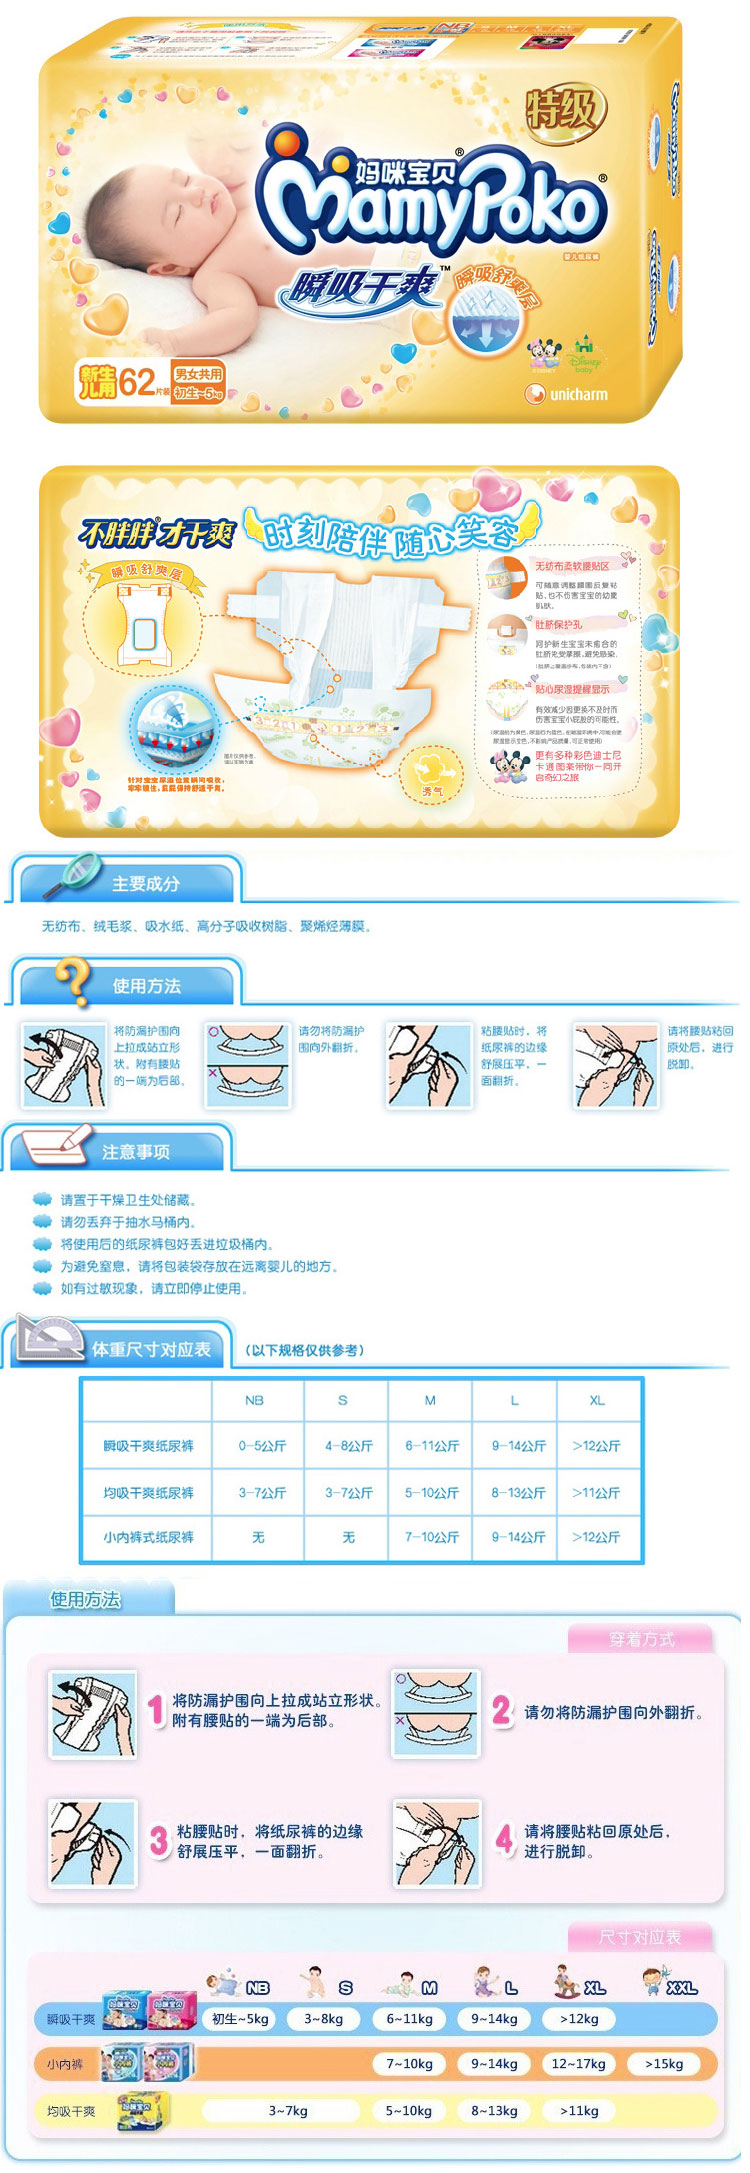 NB S M L XL
特级
妈咪宝贝®
MamyPoko®
婴儿纸尿裤
瞬吸干爽™
瞬吸舒爽层
新生儿用 62片装
男女共用
初生~5kg
© DISNEY
Disney baby
unicharm
MamyPoko
MamyPoko
不胖胖®才干爽
时刻陪伴 随心笑容
瞬吸舒爽层
无纺布柔软腰贴区
可随意调整腰围反复粘
贴,也不伤害宝宝的幼嫩
肌肤。
肚脐保护孔
呵护新生宝宝未愈合的
肚脐免受摩擦,避免感染。
贴心尿湿提醒显示
有效减少因更换不及时而
伤害宝宝小屁股的可能性。
更有多种彩色迪士尼
卡通图案带你一同开
启奇幻之旅
3 2 1 1 2 3
图片仅供参考,
请以实物为准
针对宝宝尿湿位置瞬间吸收,
牢牢锁住,屁屁保持舒适干爽。
透气
主要成分
无纺布、绒毛浆、吸水纸、高分子吸收树脂、聚烯烃薄膜。
使用方法
将防漏护围向
上拉成站立形
状。附有腰贴
的一端为后部。
请勿将防漏护
围向外翻折。
粘腰贴时，将
纸尿裤的边缘
舒展压平，一
面翻折。
请将腰贴粘回
原处后，进行
脱卸。
注意事项
请置于干燥卫生处储藏。
请勿丢弃于抽水马桶内。
将使用后的纸尿裤包好丢进垃圾桶内。
为避免窒息，请将包装袋存放在远离婴儿的地方。
如有过敏现象，请立即停止使用。
体重尺寸对应表 （以下规格仅供参考）
NB S M L XL
瞬吸干爽纸尿裤 0-5公斤 4-8公斤 6-11公斤 9-14公斤 >12公斤
均吸干爽纸尿裤 3-7公斤 3-7公斤 5-10公斤 8-13公斤 >11公斤
小内裤式纸尿裤 无 无 7-10公斤 9-14公斤 >12公斤
使用方法
穿着方式
1 将防漏护围向上拉成站立形状。
附有腰贴的一端为后部。
2 请勿将防漏护围向外翻折。
3 粘腰贴时，将纸尿裤的边缘
舒展压平，一面翻折。
4 请将腰贴粘回原处后，
进行脱卸。
尺寸对应表
NB S M L XL XXL
瞬吸干爽 初生~5kg 3~8kg 6~11kg 9~14kg >12kg
小内裤 7~10kg 9~14kg 12~17kg >15kg
均吸干爽 3~7kg 5~10kg 8~13kg >11kg